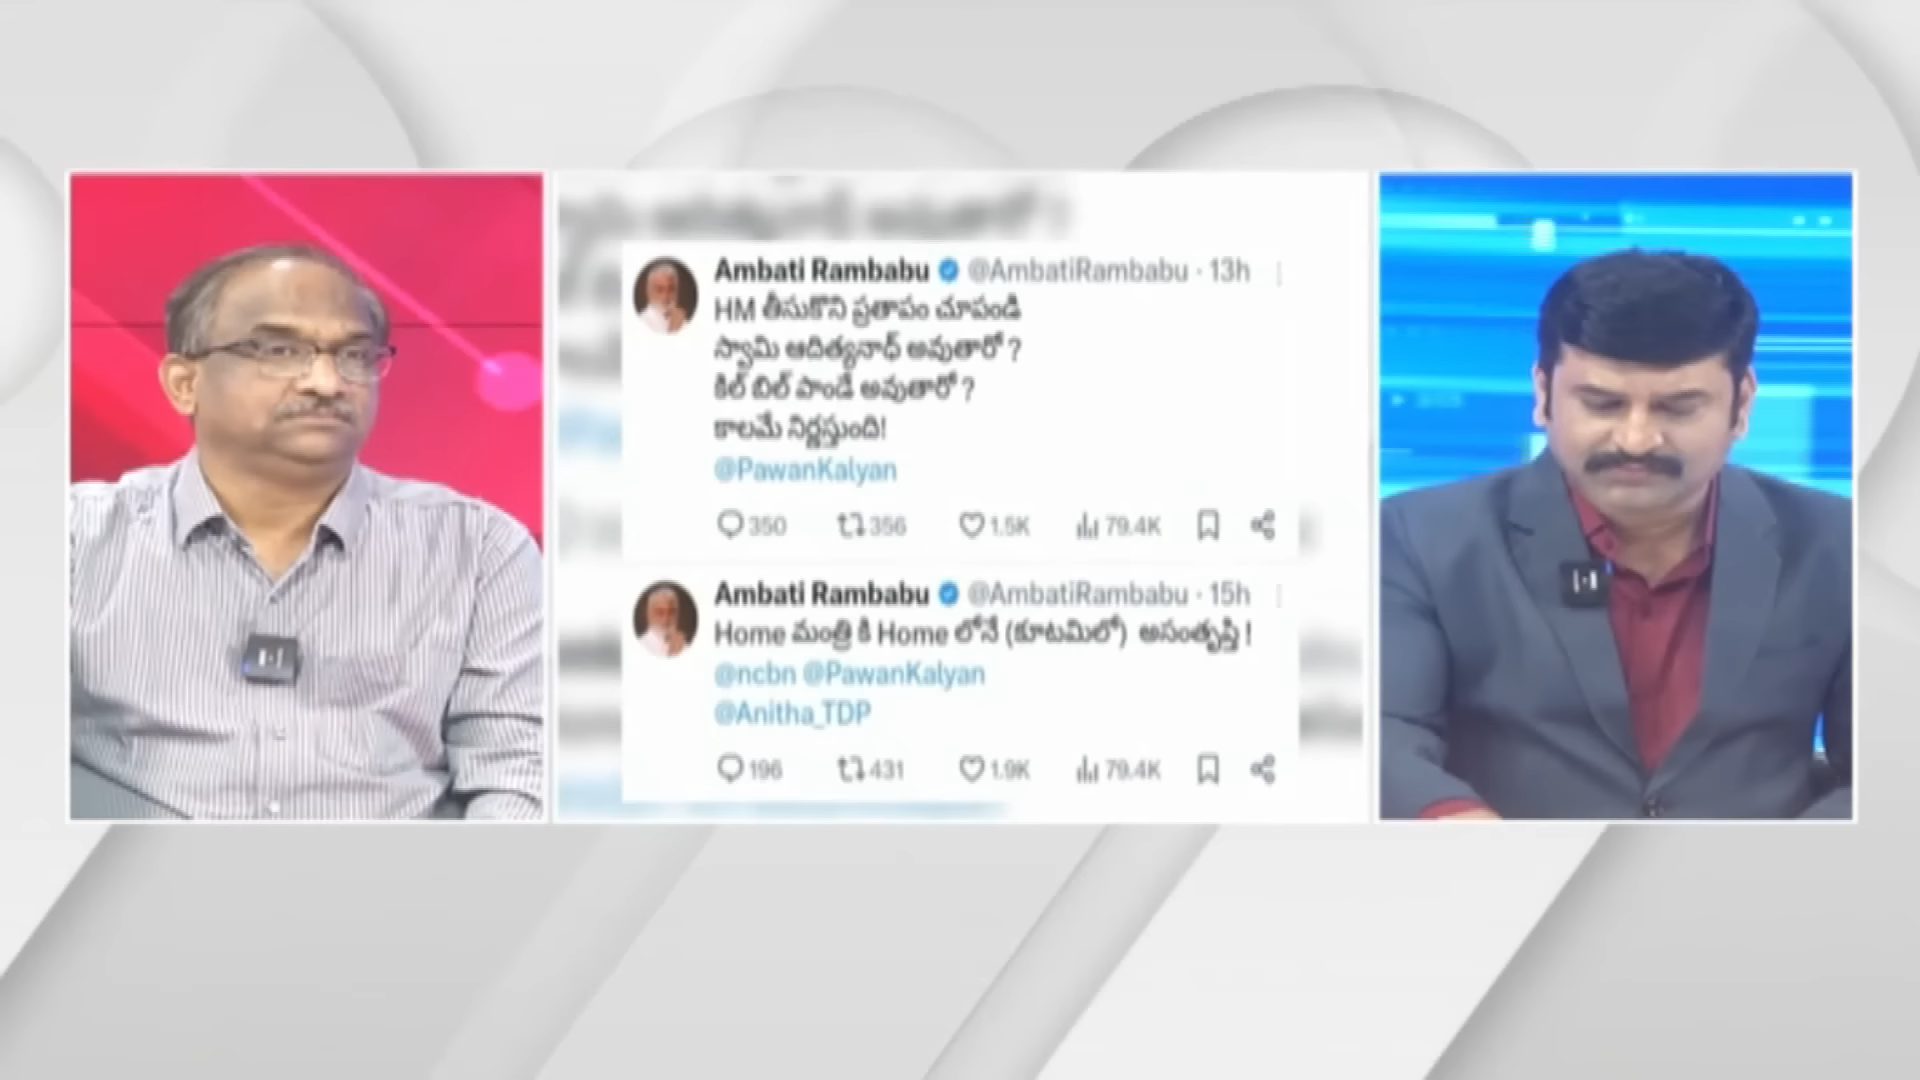 Ambati Rambabu @AmbatiRambabu · 13h
HM తీసుకొని ప్రతాపం చూపండి
స్వామి ఆదిత్యనాథ్ అవుతారో ?
కిల్ బిల్ పాండే అవుతారో ?
కాలమే నిర్ణస్తుంది!
@PawanKalyan
350 356 1.5K 79.4K
Ambati Rambabu @AmbatiRambabu · 15h
Home మంత్రి కి Home లోనే (కూటమిలో) అసంతృప్తి !
@ncbn @PawanKalyan
@Anitha_TDP
196 431 1.9K 79.4K